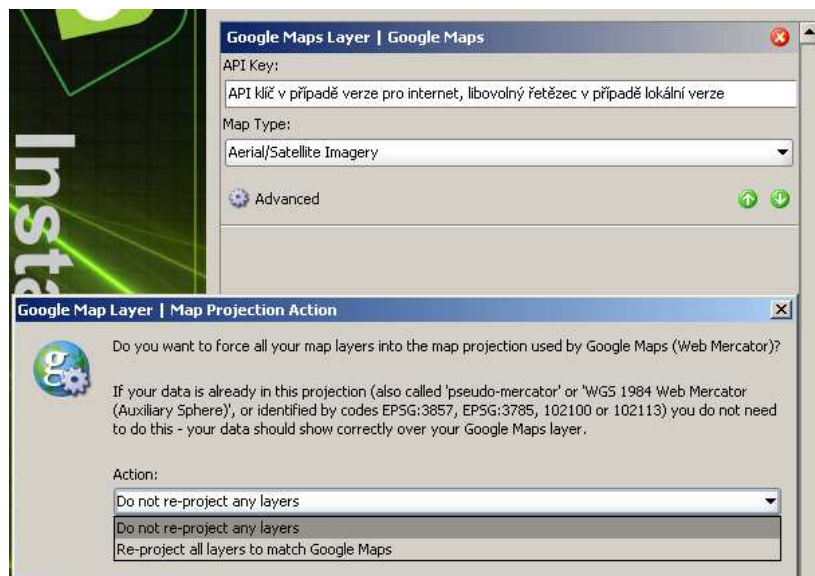 Insta
Google Maps Layer | Google Maps
API Key:
API klíč v případě verze pro internet, libovolný řetězec v případě lokální verze
Map Type:
Aerial/Satellite Imagery
Advanced
Google Map Layer | Map Projection Action
Do you want to force all your map layers into the map projection used by Google Maps (Web Mercator)?
If your data is already in this projection (also called 'pseudo-mercator' or 'WGS 1984 Web Mercator
(Auxiliary Sphere)', or identified by codes EPSG:3857, EPSG:3785, 102100 or 102113) you do not need
to do this - your data should show correctly over your Google Maps layer.
Action:
Do not re-project any layers
Do not re-project any layers
Re-project all layers to match Google Maps